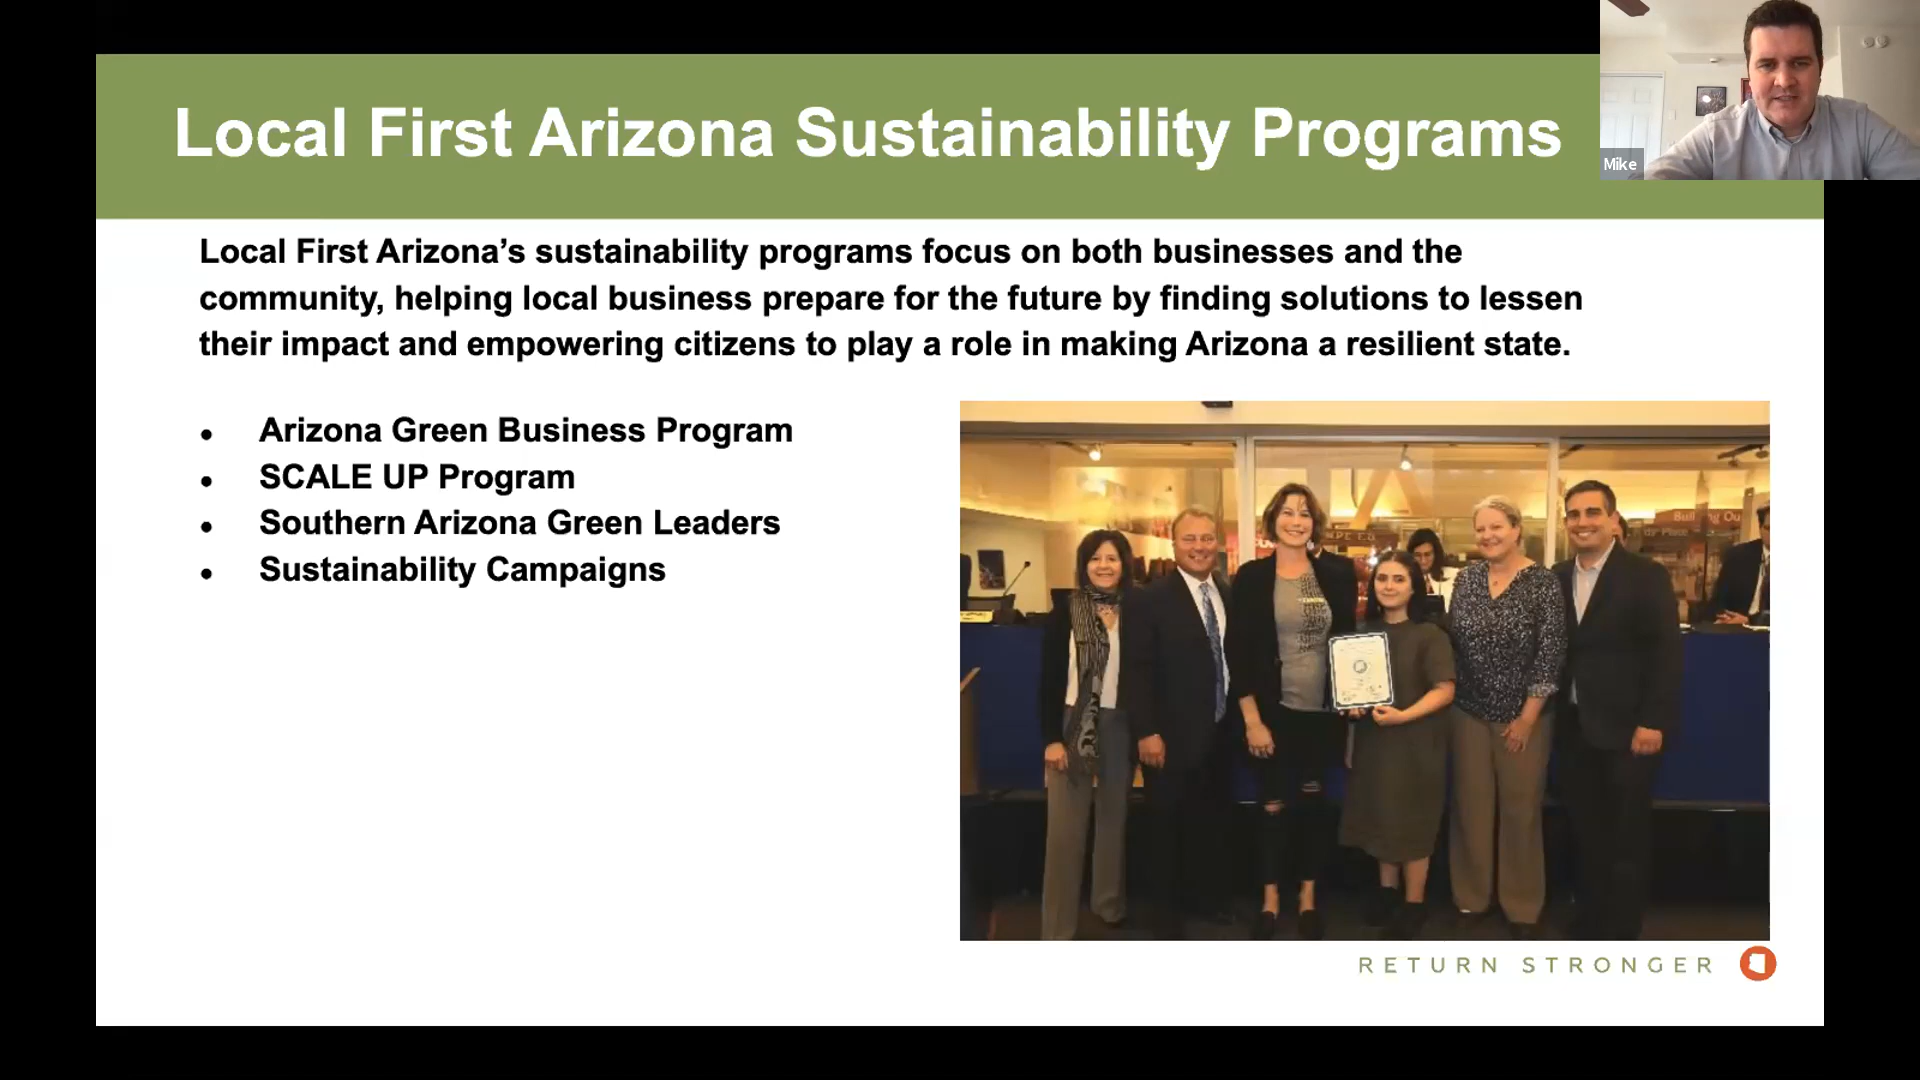 Local First Arizona Sustainability Programs
Mike
Local First Arizona’s sustainability programs focus on both businesses and the
community, helping local business prepare for the future by finding solutions to lessen
their impact and empowering citizens to play a role in making Arizona a resilient state.
● Arizona Green Business Program
● SCALE UP Program
● Southern Arizona Green Leaders
● Sustainability Campaigns
RETURN STRONGER